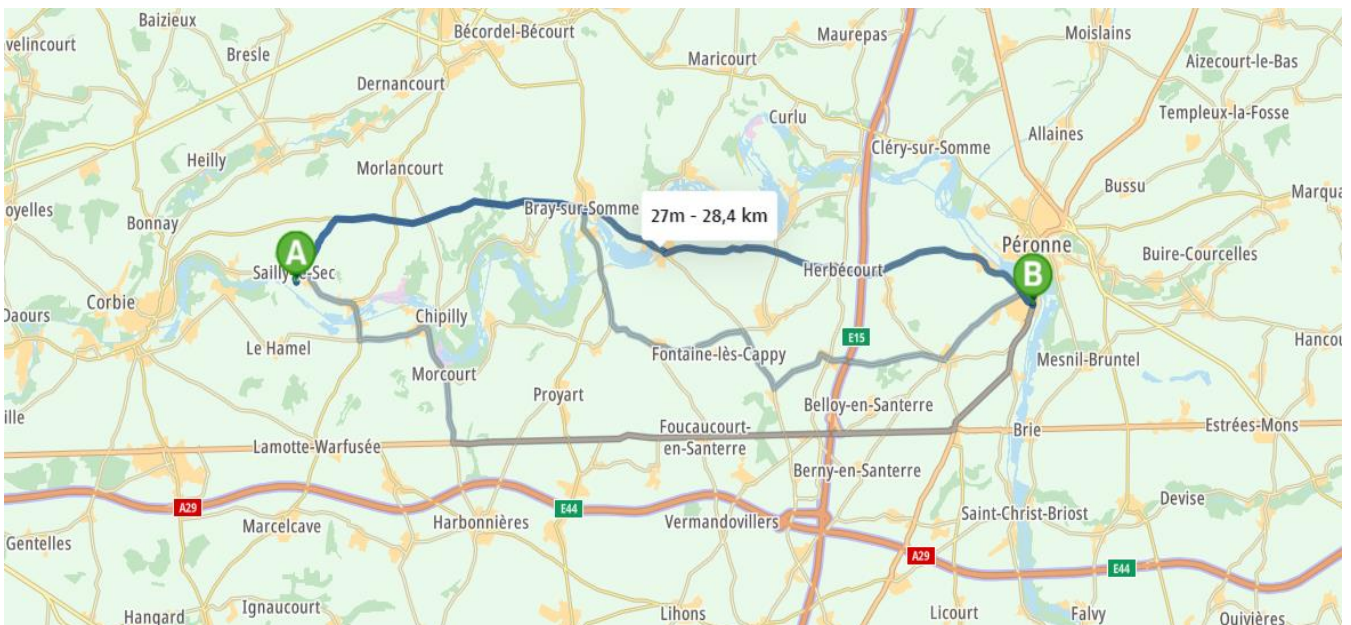 Baizieux
Bécordel-Bécourt
Maurepas
Moislains
velincourt
Bresle
Maricourt
Aizecourt-le-Bas
Dernancourt
Templeux-la-Fosse
Curlu
Allaines
Heilly
Cléry-sur-Somme
Morlancourt
Bussu
Marqua
oyelles
Bonnay
Bray-sur-Somme
27m - 28,4 km
Péronne
A
Buire-Courcelles
Sailly-le-Sec
Herbécourt
B
Corbie
Daours
Chipilly
E15
Hancou
Le Hamel
Fontaine-lès-Cappy
Mesnil-Bruntel
Morcourt
Proyart
Belloy-en-Santerre
ille
Foucaucourt-
en-Santerre
Brie
Estrées-Mons
Lamotte-Warfusée
Berny-en-Santerre
Devise
A29
E44
Saint-Christ-Briost
Marcelcave
Harbonnières
Vermandovillers
Gentelles
A29
E44
Ignaucourt
Hangard
Lihons
Licourt
Falvy
Quivières